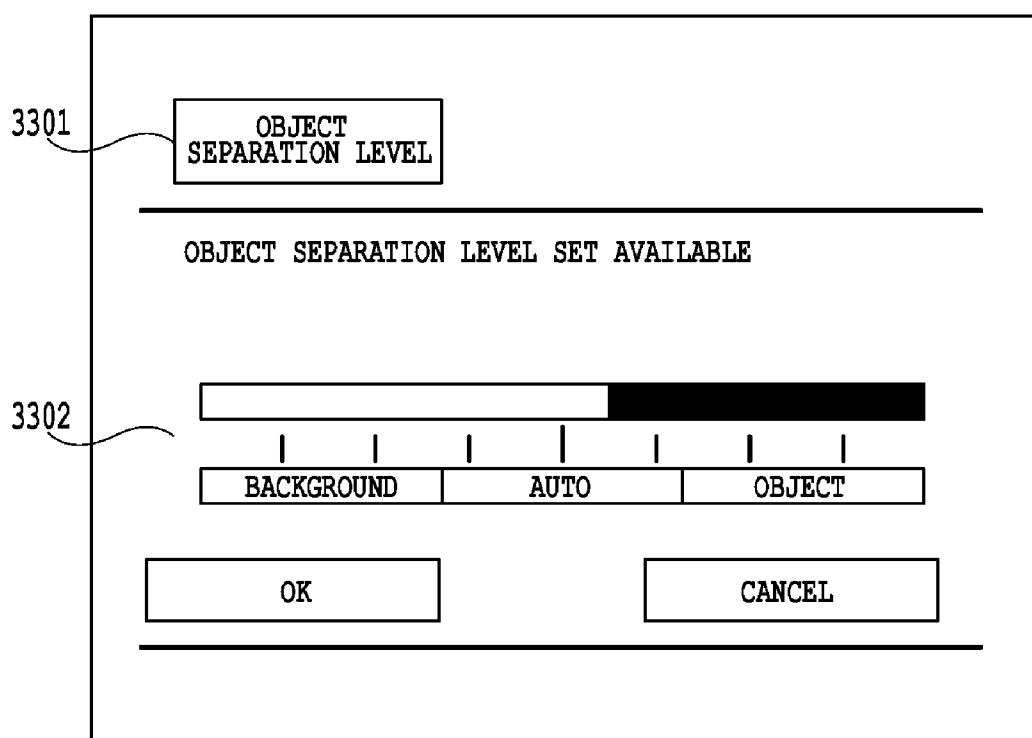 3301
OBJECT
SEPARATION LEVEL
OBJECT SEPARATION LEVEL SET AVAILABLE
3302
BACKGROUND AUTO OBJECT
OK CANCEL